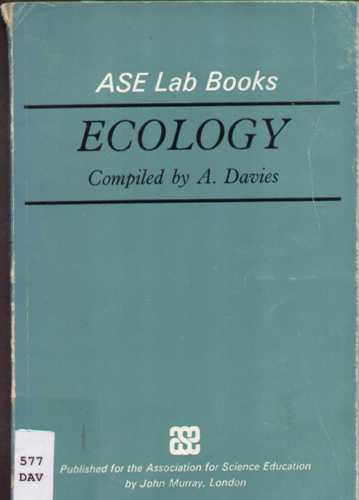 ASE Lab Books
ECOLOGY
Compiled by A. Davies
ase
577
DAV
Published for the Association for Science Education
by John Murray, London